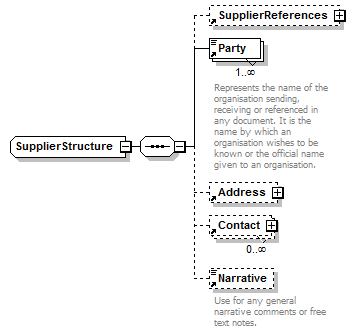 SupplierReferences
Party
1..∞
Represents the name of the
organisation sending,
receiving or referenced in
any document. It is the
name by which an
organisation wishes to be
known or the official name
given to an organisation.
SupplierStructure
Address
Contact
0..∞
Narrative
Use for any general
narrative comments or free
text notes.